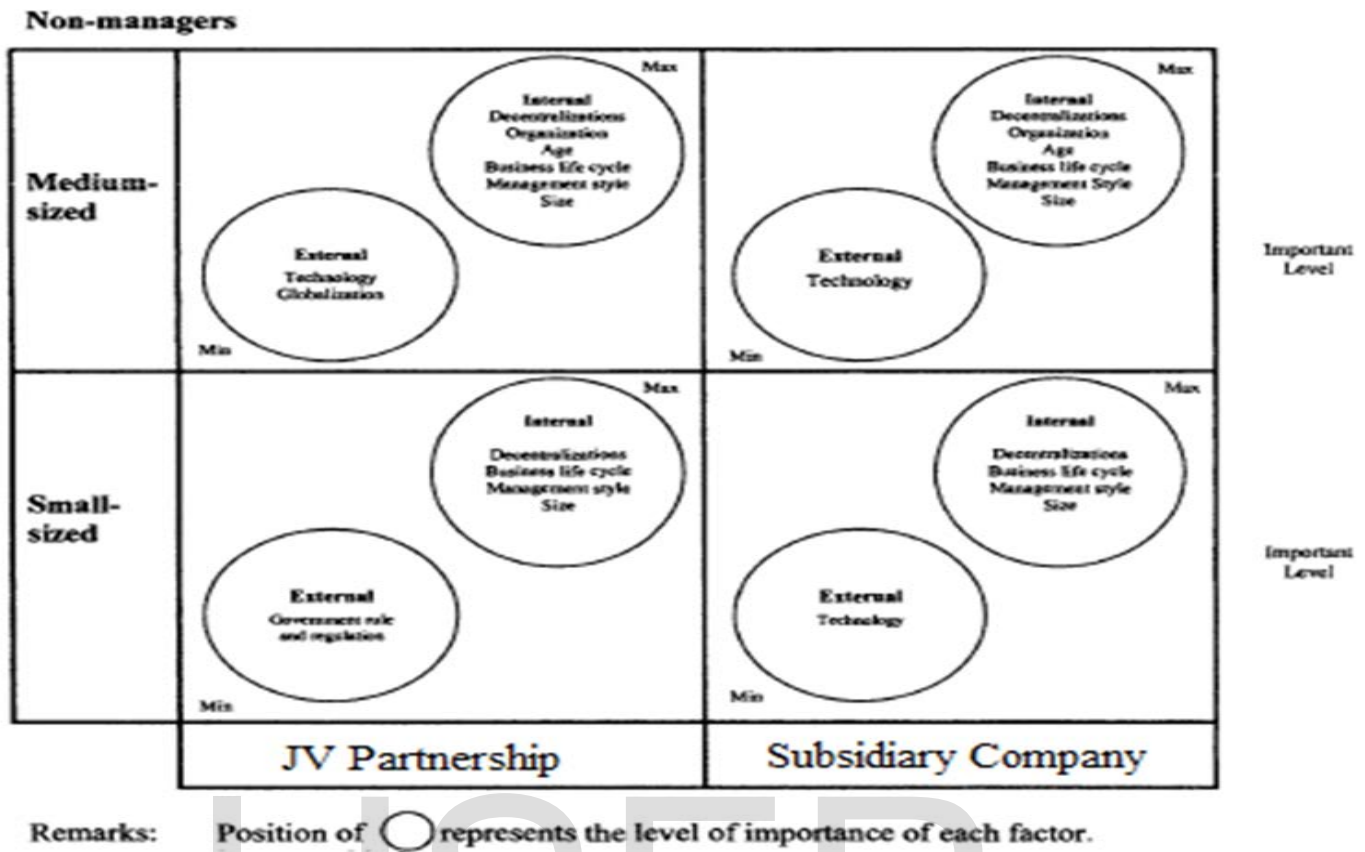 Non-managers
Medium-
sized
Max
Internal
Decentralizations
Organization
Age
Business life cycle
Management style
Size
External
Technology
Globalization
Min
Max
Internal
Decentralizations
Organization
Age
Business life cycle
Management Style
Size
External
Technology
Min
Important
Level
Small-
sized
Max
Internal
Decentralizations
Business life cycle
Management style
Size
External
Government rule
and regulation
Min
Max
Internal
Decentralizations
Business life cycle
Management style
Size
External
Technology
Min
Important
Level
JV Partnership
Subsidiary Company
Remarks: Position of represents the level of importance of each factor.